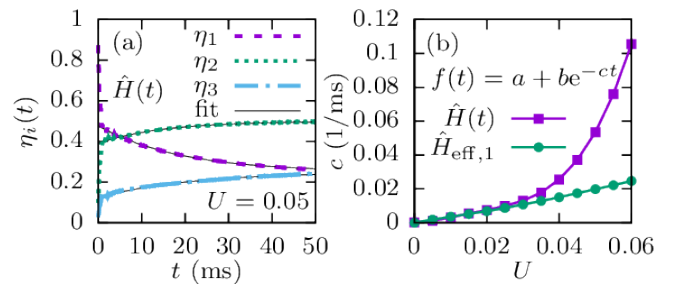 (a)
η1
η2
η3
fit
Ĥ(t)
U = 0.05
ηi(t)
1
0.8
0.6
0.4
0.2
0
0 10 20 30 40 50
t (ms)
(b)
f(t) = a + be^−ct
Ĥ(t)
Ĥeff,1
c (1/ms)
0.12
0.1
0.08
0.06
0.04
0.02
0
0 0.02 0.04 0.06
U